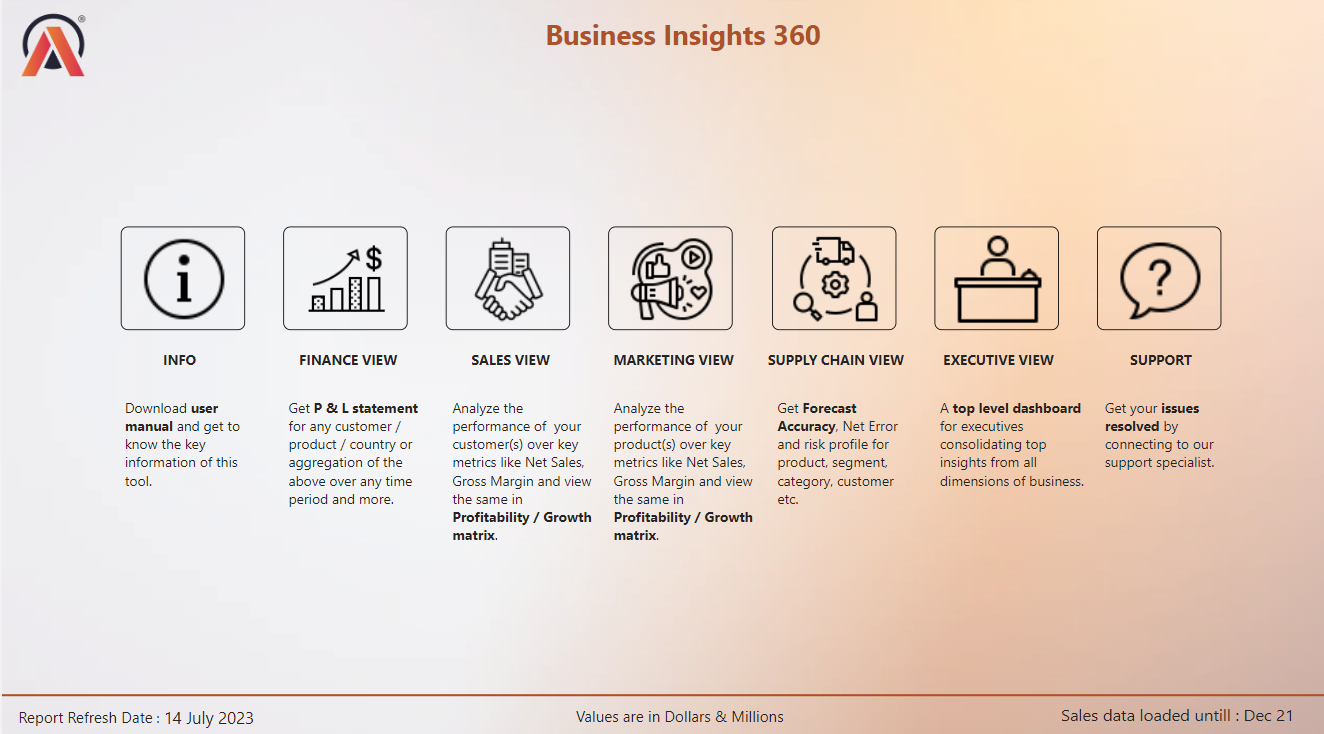 ®
Business Insights 360
$
i
?
INFO
FINANCE VIEW
SALES VIEW
MARKETING VIEW
SUPPLY CHAIN VIEW
EXECUTIVE VIEW
SUPPORT
Download user
manual and get to
know the key
information of this
tool.
Get P & L statement
for any customer /
product / country or
aggregation of the
above over any time
period and more.
Analyze the
performance of  your
customer(s) over key
metrics like Net Sales,
Gross Margin and view
the same in
Profitability / Growth
matrix.
Analyze the
performance of  your
product(s) over key
metrics like Net Sales,
Gross Margin and view
the same in
Profitability / Growth
matrix.
Get Forecast
Accuracy, Net Error
and risk profile for
product, segment,
category, customer
etc.
A top level dashboard
for executives
consolidating top
insights from all
dimensions of business.
Get your issues
resolved by
connecting to our
support specialist.
Report Refresh Date : 14 July 2023
Values are in Dollars & Millions
Sales data loaded untill : Dec 21